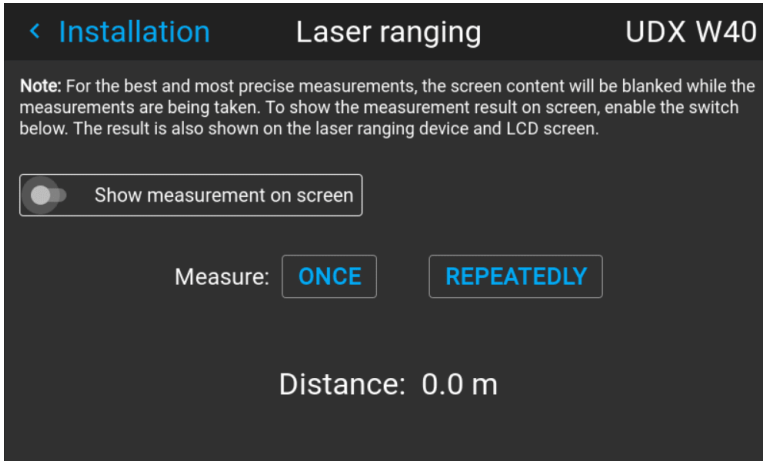 < Installation Laser ranging UDX W40
Note: For the best and most precise measurements, the screen content will be blanked while the
measurements are being taken. To show the measurement result on screen, enable the switch
below. The result is also shown on the laser ranging device and LCD screen.
Show measurement on screen
Measure: ONCE REPEATEDLY
Distance: 0.0 m